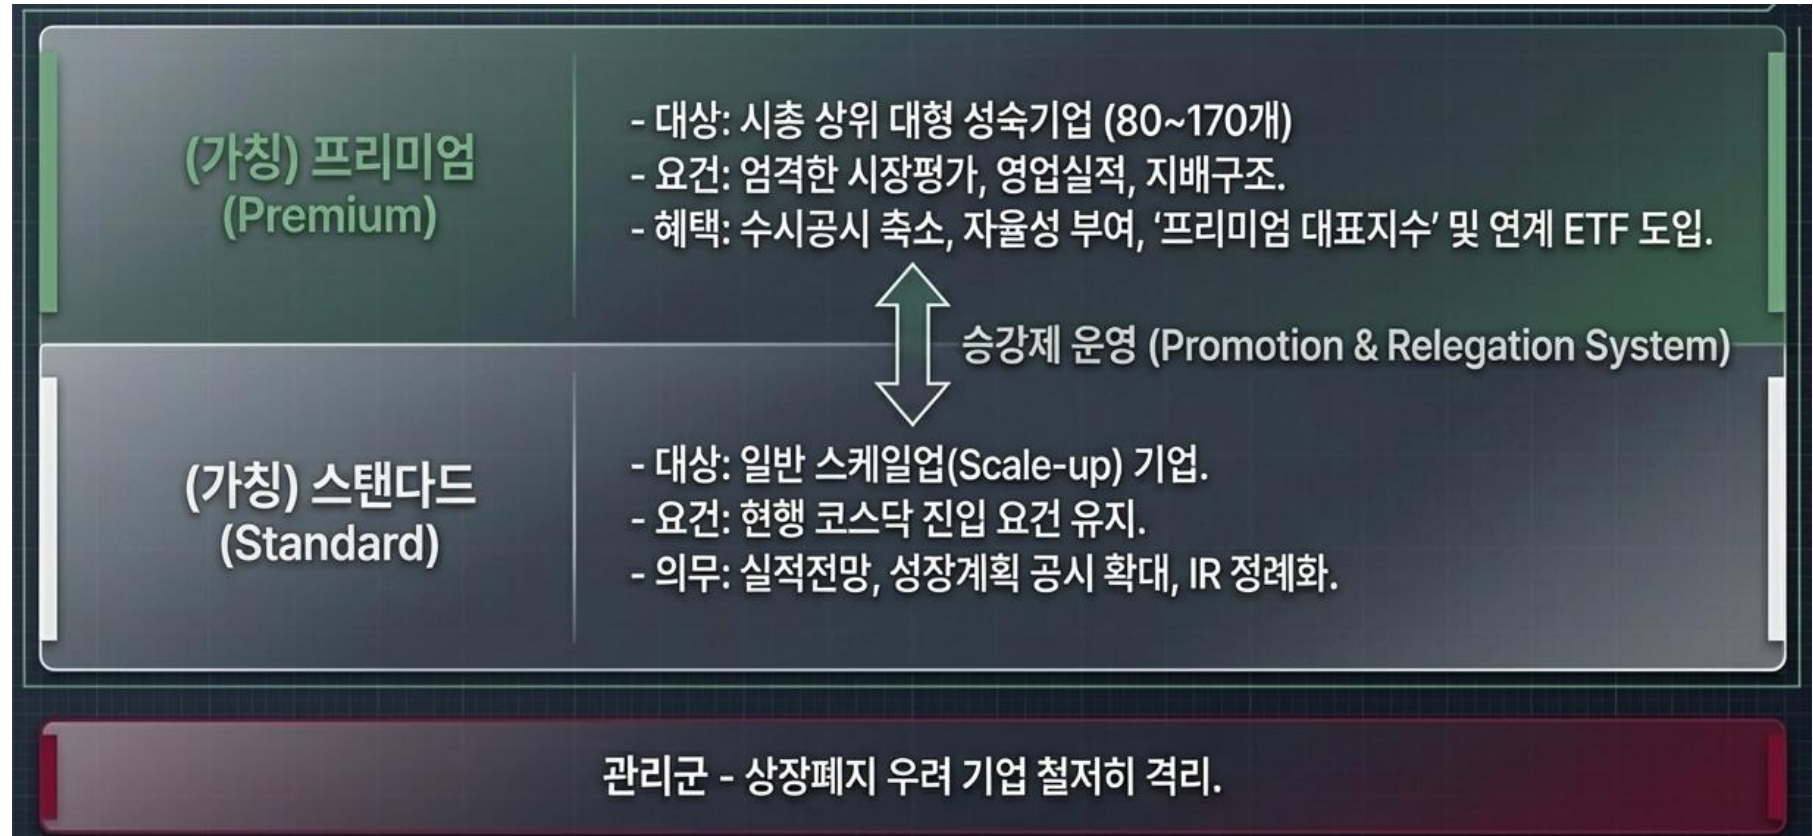 (가칭) 프리미엄
(Premium)
- 대상: 시총 상위 대형 성숙기업 (80~170개)
- 요건: 엄격한 시장평가, 영업실적, 지배구조.
- 혜택: 수시공시 축소, 자율성 부여, ‘프리미엄 대표지수’ 및 연계 ETF 도입.
승강제 운영 (Promotion & Relegation System)
(가칭) 스탠다드
(Standard)
- 대상: 일반 스케일업(Scale-up) 기업.
- 요건: 현행 코스닥 진입 요건 유지.
- 의무: 실적전망, 성장계획 공시 확대, IR 정례화.
관리군 - 상장폐지 우려 기업 철저히 격리.